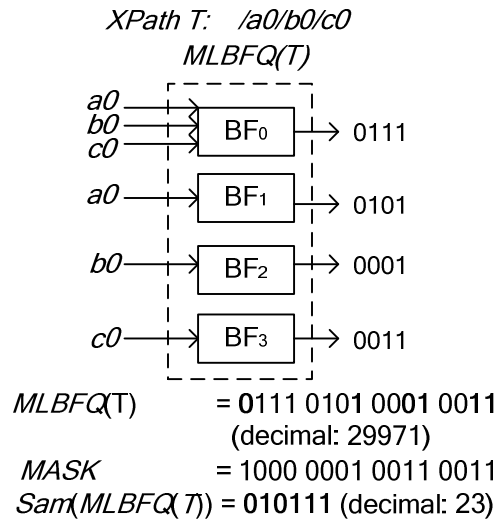 XPath T: /a0/b0/c0
MLBFQ(T)
a0
b0
c0
BF0
0111
a0
BF1
0101
b0
BF2
0001
c0
BF3
0011
MLBFQ(T) = 0111 0101 0001 0011
(decimal: 29971)
MASK = 1000 0001 0011 0011
Sam(MLBFQ(T)) = 010111 (decimal: 23)